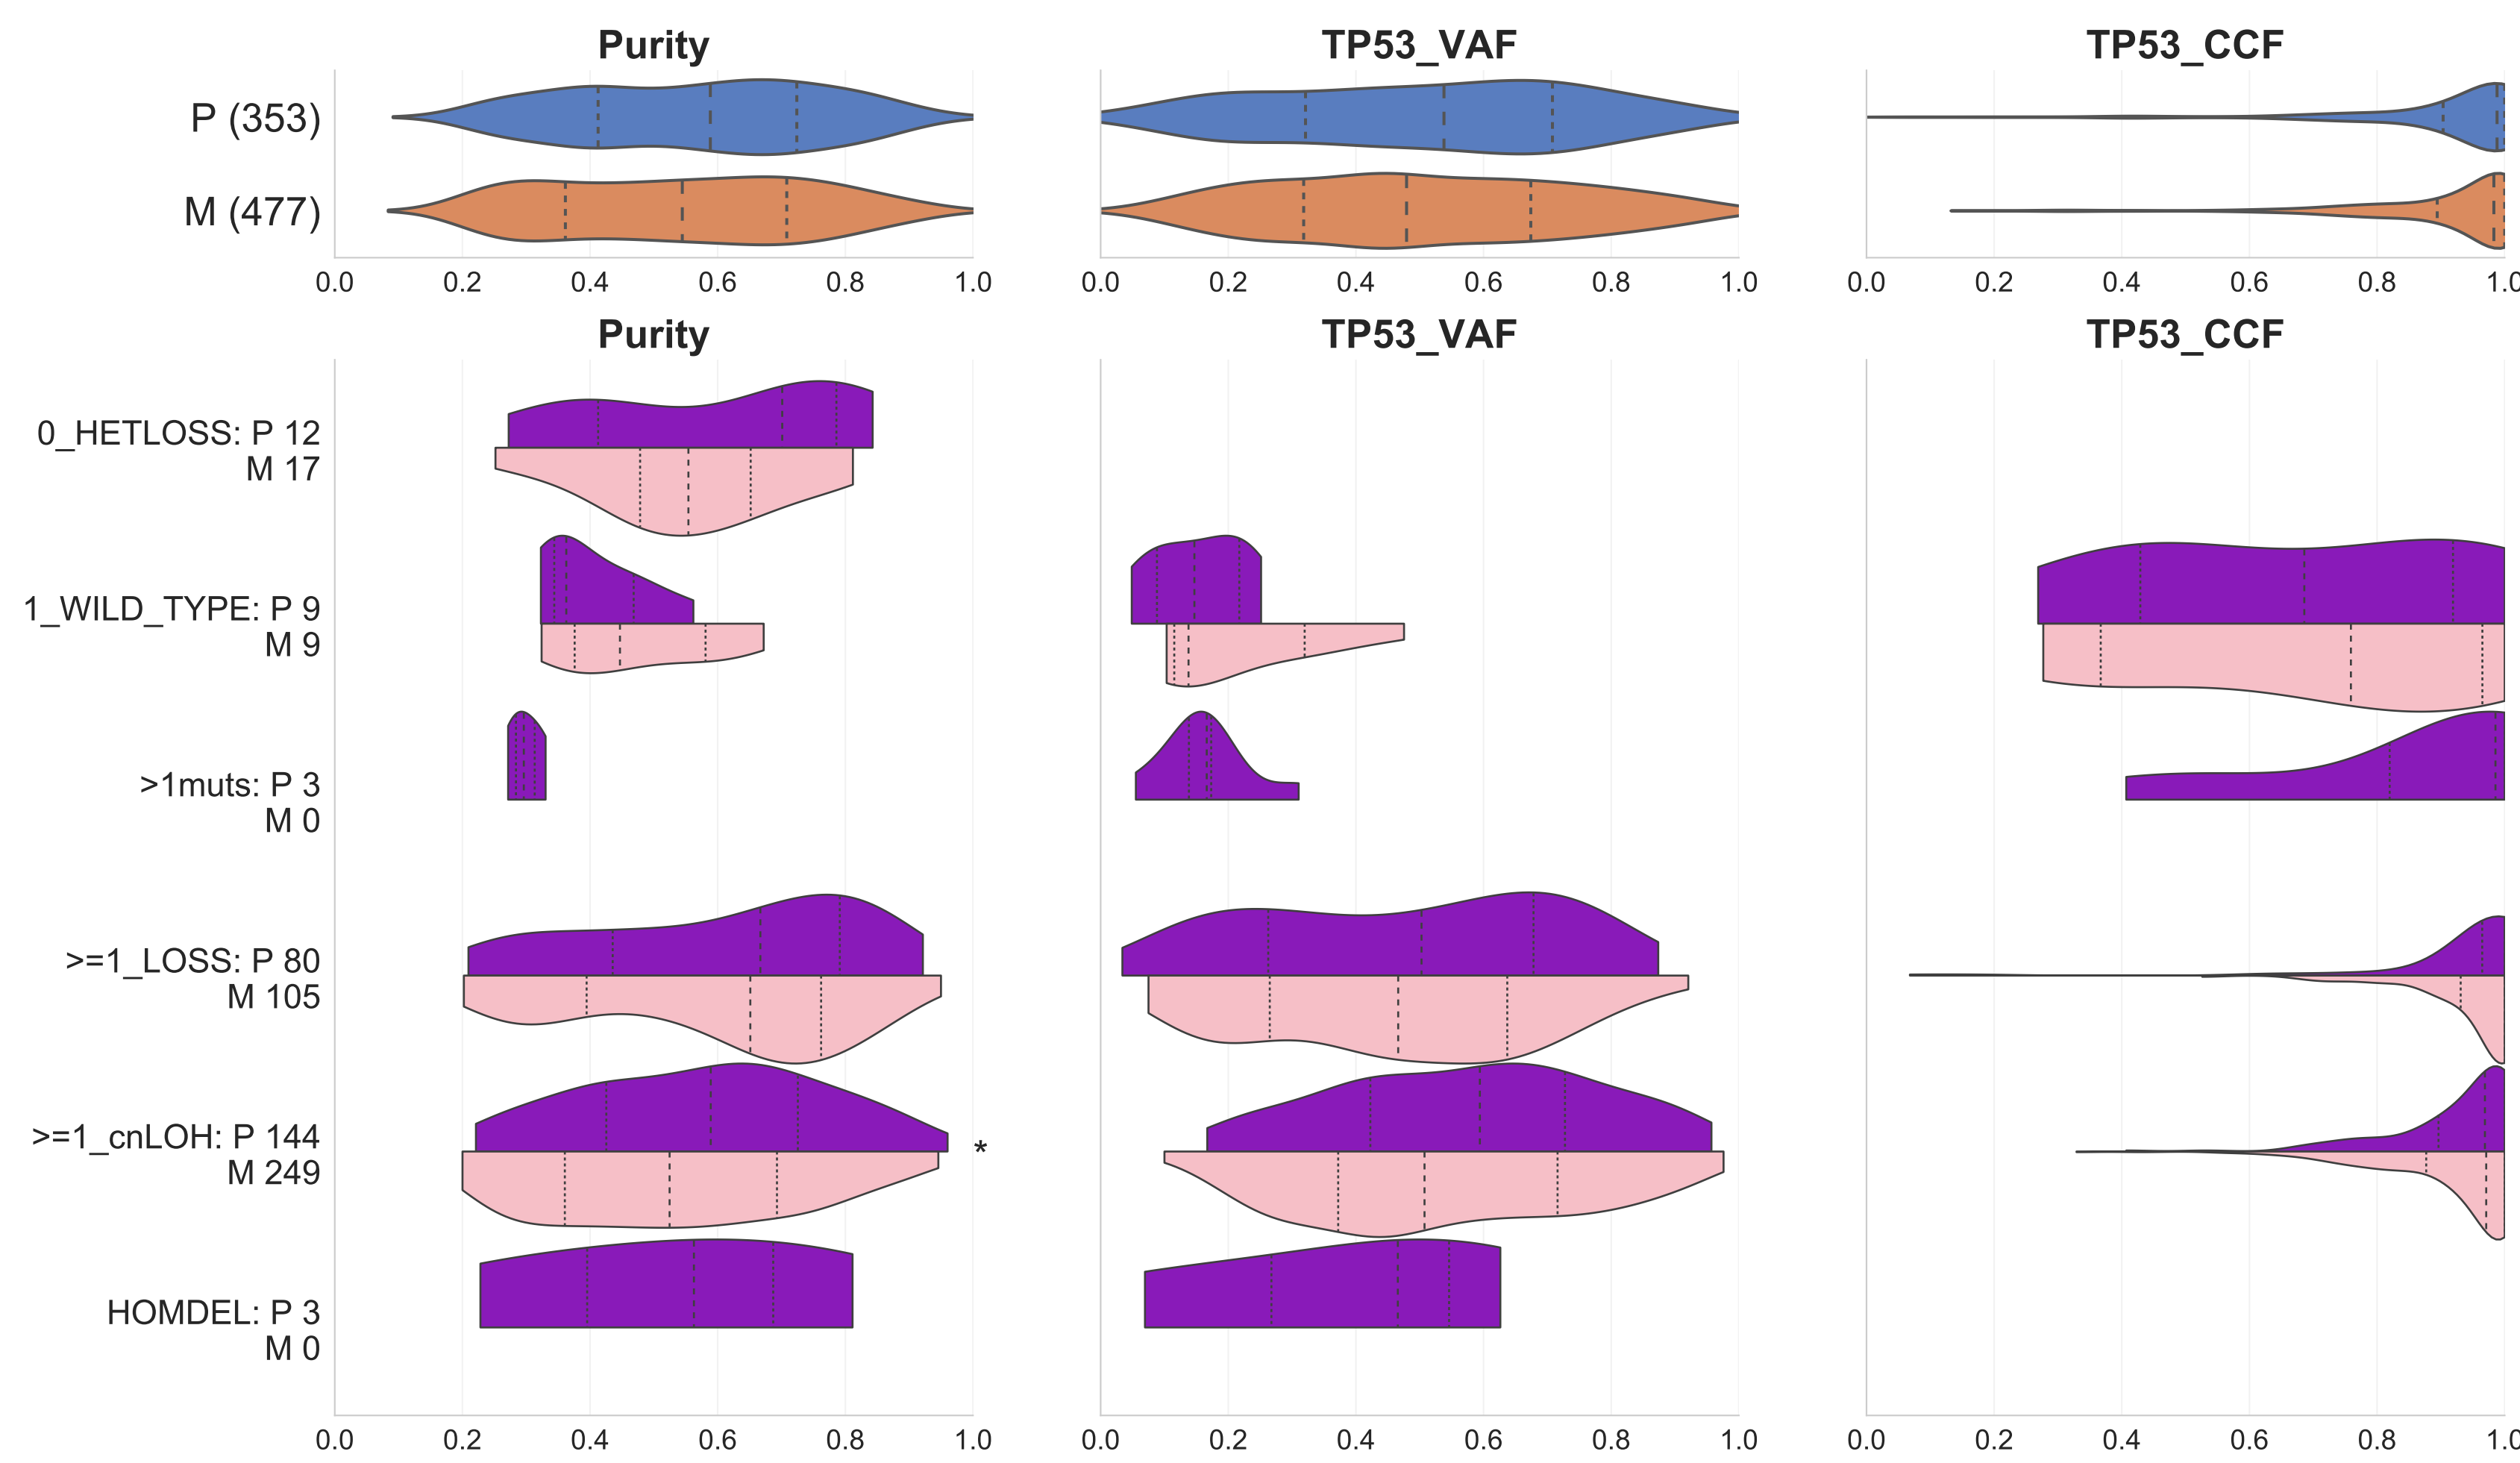 Purity TP53_VAF TP53_CCF
P (353)
M (477)
0.0 0.2 0.4 0.6 0.8 1.0 0.0 0.2 0.4 0.6 0.8 1.0 0.0 0.2 0.4 0.6 0.8 1.0
Purity TP53_VAF TP53_CCF
0_HETLOSS: P 12
M 17
1_WILD_TYPE: P 9
M 9
>1muts: P 3
M 0
>=1_LOSS: P 80
M 105
>=1_cnLOH: P 144
*
M 249
HOMDEL: P 3
M 0
0.0 0.2 0.4 0.6 0.8 1.0 0.0 0.2 0.4 0.6 0.8 1.0 0.0 0.2 0.4 0.6 0.8 1.0